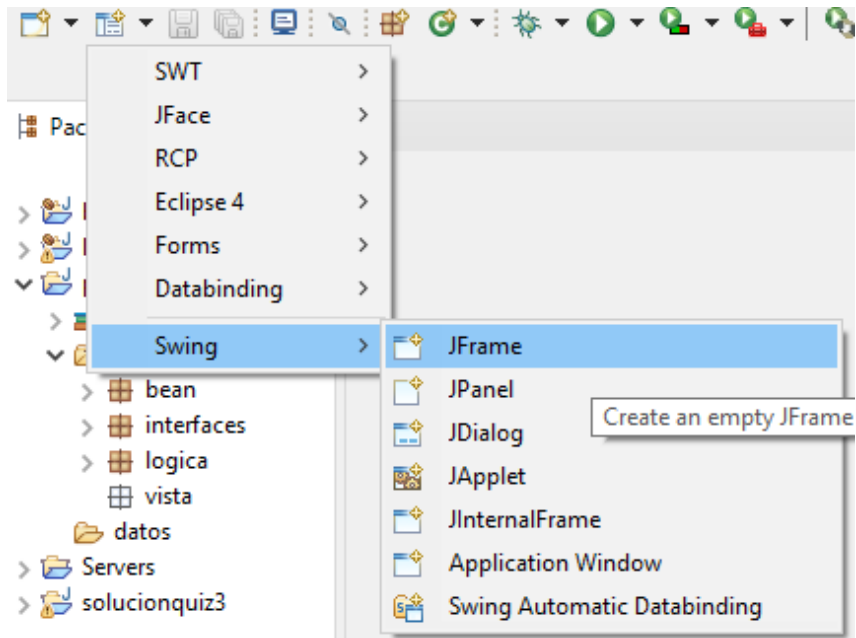 SWT
JFace
Pac
RCP
Eclipse 4
Forms
Databinding
Swing
JFrame
bean
JPanel
Create an empty JFrame
interfaces
JDialog
logica
JApplet
vista
JInternalFrame
datos
Servers
Application Window
solucionquiz3
Swing Automatic Databinding